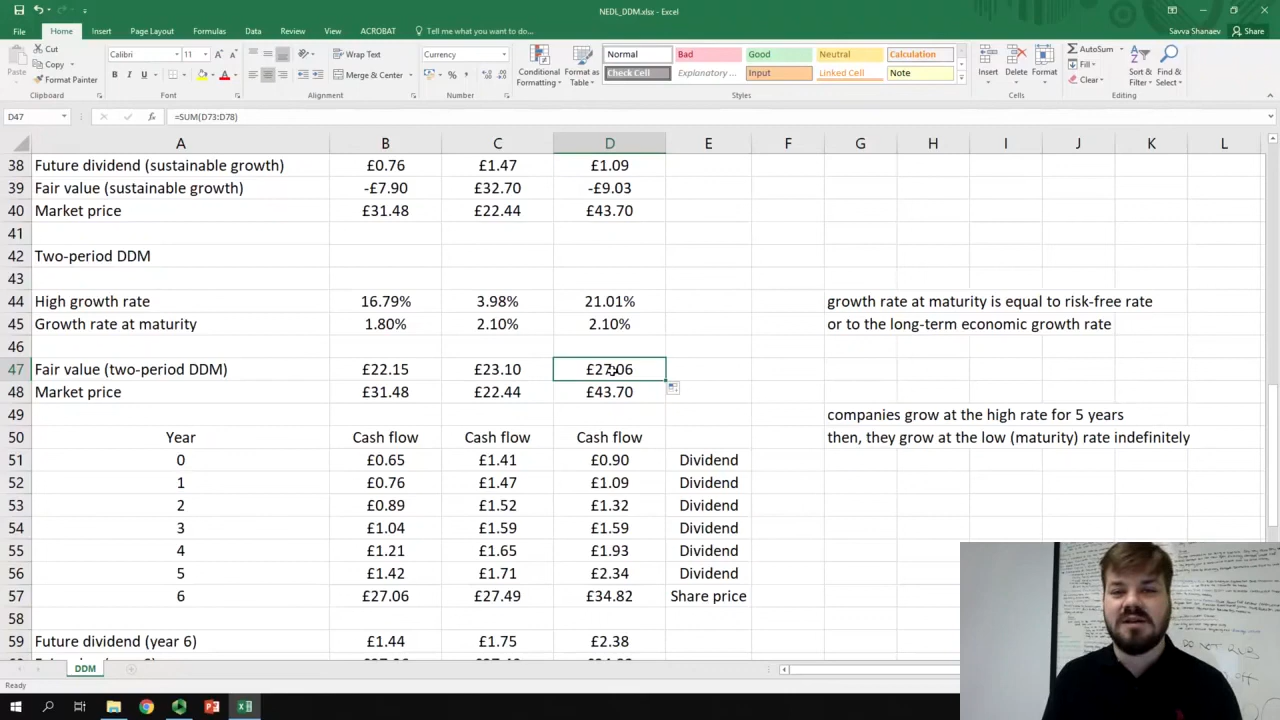 NEDL_DDM.xlsx - Excel
Savva Shanaev
File Home Insert Page Layout Formulas Data Review View ACROBAT Tell me what you want to do... Share
Paste
Cut
Copy
Format Painter
Clipboard
Calibri 11
B I U
Font
Wrap Text
Merge & Center
Alignment
Currency
Number
Conditional Formatting
Format as Table
Normal Bad Good Neutral Calculation
Check Cell Explanatory ... Input Linked Cell Note
Styles
Insert Delete Format
Cells
AutoSum
Fill
Clear
Sort & Filter
Find & Select
Editing
D47 fx =SUM(D73:D78)
A B C D E F G H I J K L
38 Future dividend (sustainable growth) £0.76 £1.47 £1.09
39 Fair value (sustainable growth) -£7.90 £32.70 -£9.03
40 Market price £31.48 £22.44 £43.70
41
42 Two-period DDM
43
44 High growth rate 16.79% 3.98% 21.01% growth rate at maturity is equal to risk-free rate
45 Growth rate at maturity 1.80% 2.10% 2.10% or to the long-term economic growth rate
46
47 Fair value (two-period DDM) £22.15 £23.10 £27.06
48 Market price £31.48 £22.44 £43.70
49 companies grow at the high rate for 5 years
50 Year Cash flow Cash flow Cash flow then, they grow at the low (maturity) rate indefinitely
51 0 £0.65 £1.41 £0.90 Dividend
52 1 £0.76 £1.47 £1.09 Dividend
53 2 £0.89 £1.52 £1.32 Dividend
54 3 £1.04 £1.59 £1.59 Dividend
55 4 £1.21 £1.65 £1.93 Dividend
56 5 £1.42 £1.71 £2.34 Dividend
57 6 £27.06 £27.49 £34.82 Share price
58
59 Future dividend (year 6) £1.44 £1.75 £2.38
DDM
Ready